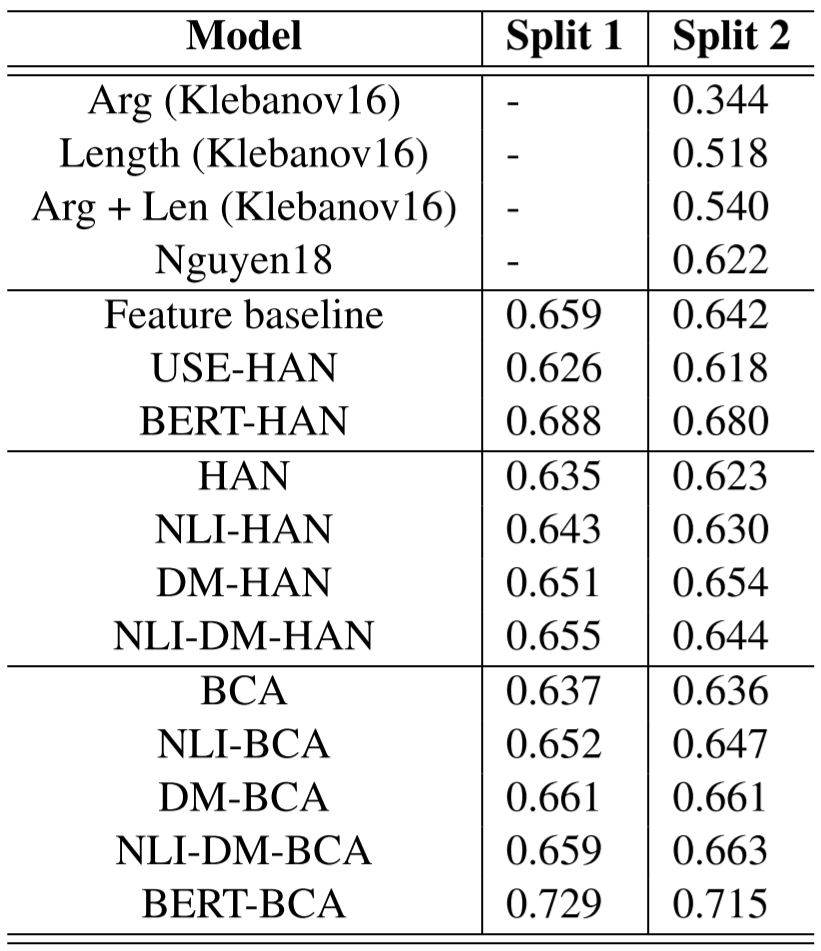 Model Split 1 Split 2
Arg (Klebanov16) - 0.344
Length (Klebanov16) - 0.518
Arg + Len (Klebanov16) - 0.540
Nguyen18 - 0.622
Feature baseline 0.659 0.642
USE-HAN 0.626 0.618
BERT-HAN 0.688 0.680
HAN 0.635 0.623
NLI-HAN 0.643 0.630
DM-HAN 0.651 0.654
NLI-DM-HAN 0.655 0.644
BCA 0.637 0.636
NLI-BCA 0.652 0.647
DM-BCA 0.661 0.661
NLI-DM-BCA 0.659 0.663
BERT-BCA 0.729 0.715